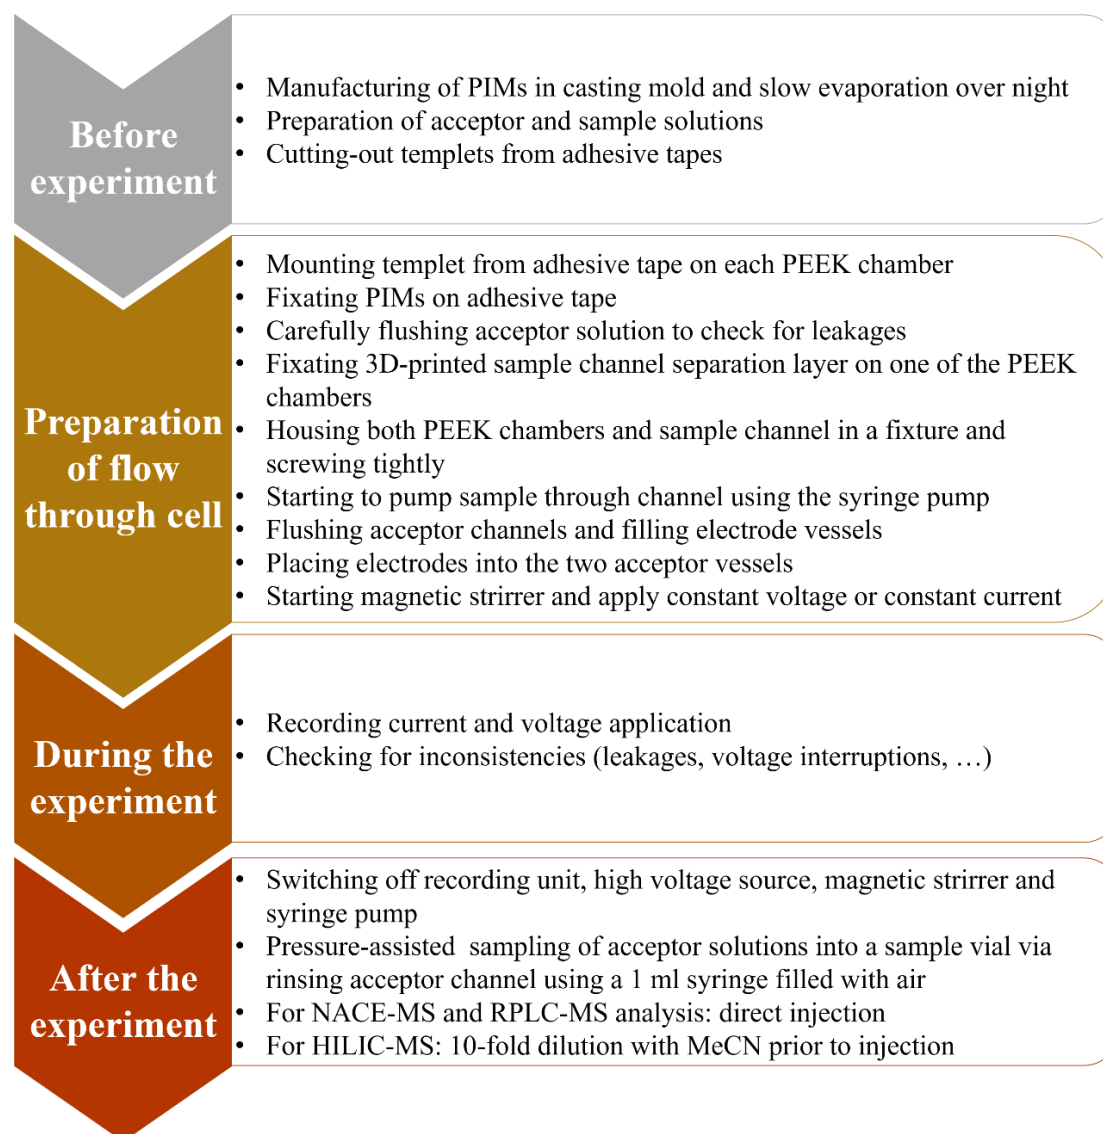 Before
experiment
• Manufacturing of PIMs in casting mold and slow evaporation over night
• Preparation of acceptor and sample solutions
• Cutting-out templets from adhesive tapes
Preparation
of flow
through cell
• Mounting templet from adhesive tape on each PEEK chamber
• Fixating PIMs on adhesive tape
• Carefully flushing acceptor solution to check for leakages
• Fixating 3D-printed sample channel separation layer on one of the PEEK
chambers
• Housing both PEEK chambers and sample channel in a fixture and
screwing tightly
• Starting to pump sample through channel using the syringe pump
• Flushing acceptor channels and filling electrode vessels
• Placing electrodes into the two acceptor vessels
• Starting magnetic strirrer and apply constant voltage or constant current
During the
experiment
• Recording current and voltage application
• Checking for inconsistencies (leakages, voltage interruptions, …)
After the
experiment
• Switching off recording unit, high voltage source, magnetic strirrer and
syringe pump
• Pressure-assisted sampling of acceptor solutions into a sample vial via
rinsing acceptor channel using a 1 ml syringe filled with air
• For NACE-MS and RPLC-MS analysis: direct injection
• For HILIC-MS: 10-fold dilution with MeCN prior to injection